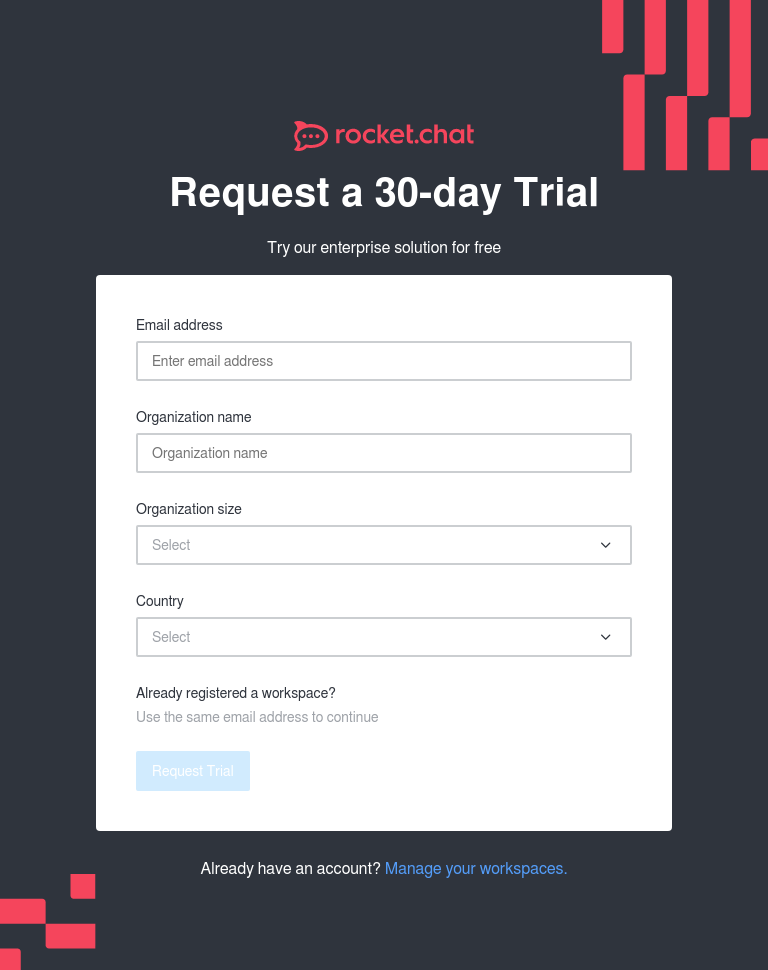 rocket.chat
Request a 30-day Trial
Try our enterprise solution for free
Email address
Enter email address
Organization name
Organization name
Organization size
Select
Country
Select
Already registered a workspace?
Use the same email address to continue
Request Trial
Already have an account? Manage your workspaces.